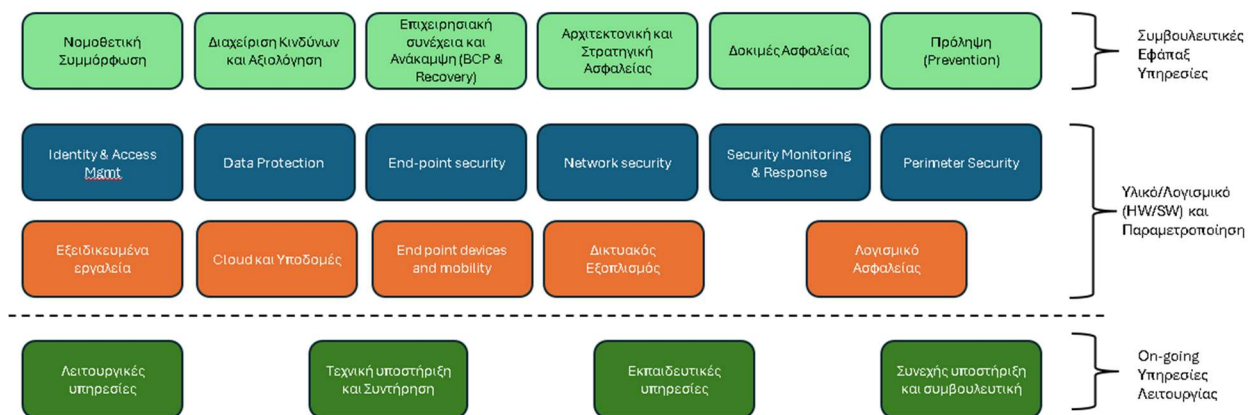 Νομοθετική
Συμμόρφωση
Διαχείριση Κινδύνων
και Αξιολόγηση
Επιχειρησιακή
συνέχεια και
Ανάκαμψη (BCP &
Recovery)
Αρχιτεκτονική και
Στρατηγική
Ασφαλείας
Δοκιμές Ασφαλείας
Πρόληψη
(Prevention)
Συμβουλευτικές
Εφάπαξ
Υπηρεσίες
Identity & Access
Mgmt
Data Protection
End-point security
Network security
Security Monitoring
& Response
Perimeter Security
Υλικό/Λογισμικό
(HW/SW) και
Παραμετροποίηση
Εξειδικευμένα
εργαλεία
Cloud και Υποδομές
End point devices
and mobility
Δικτυακός
Εξοπλισμός
Λογισμικό
Ασφαλείας
Λειτουργικές
υπηρεσίες
Τεχνική υποστήριξη
και Συντήρηση
Εκπαιδευτικές
υπηρεσίες
Συνεχής υποστήριξη
και συμβουλευτική
On-going
Υπηρεσίες
Λειτουργίας